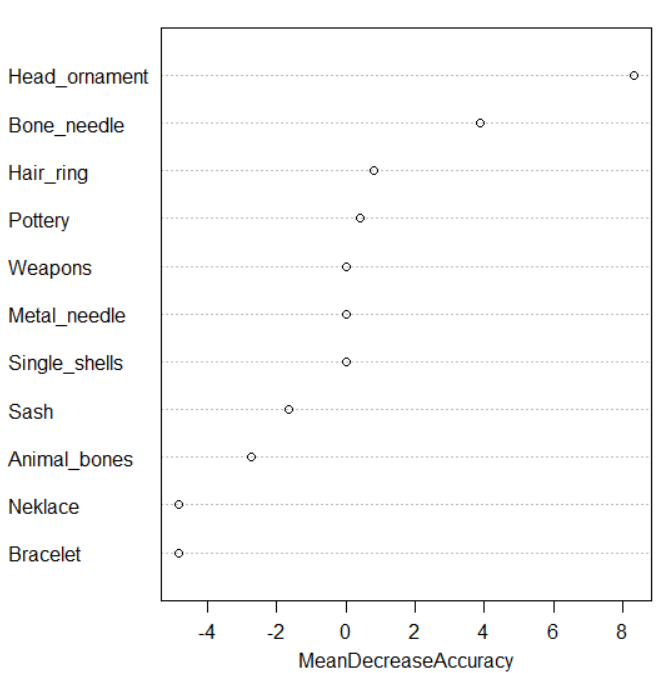 Head_ornament
Bone_needle
Hair_ring
Pottery
Weapons
Metal_needle
Single_shells
Sash
Animal_bones
Neklace
Bracelet
-4 -2 0 2 4 6 8
MeanDecreaseAccuracy